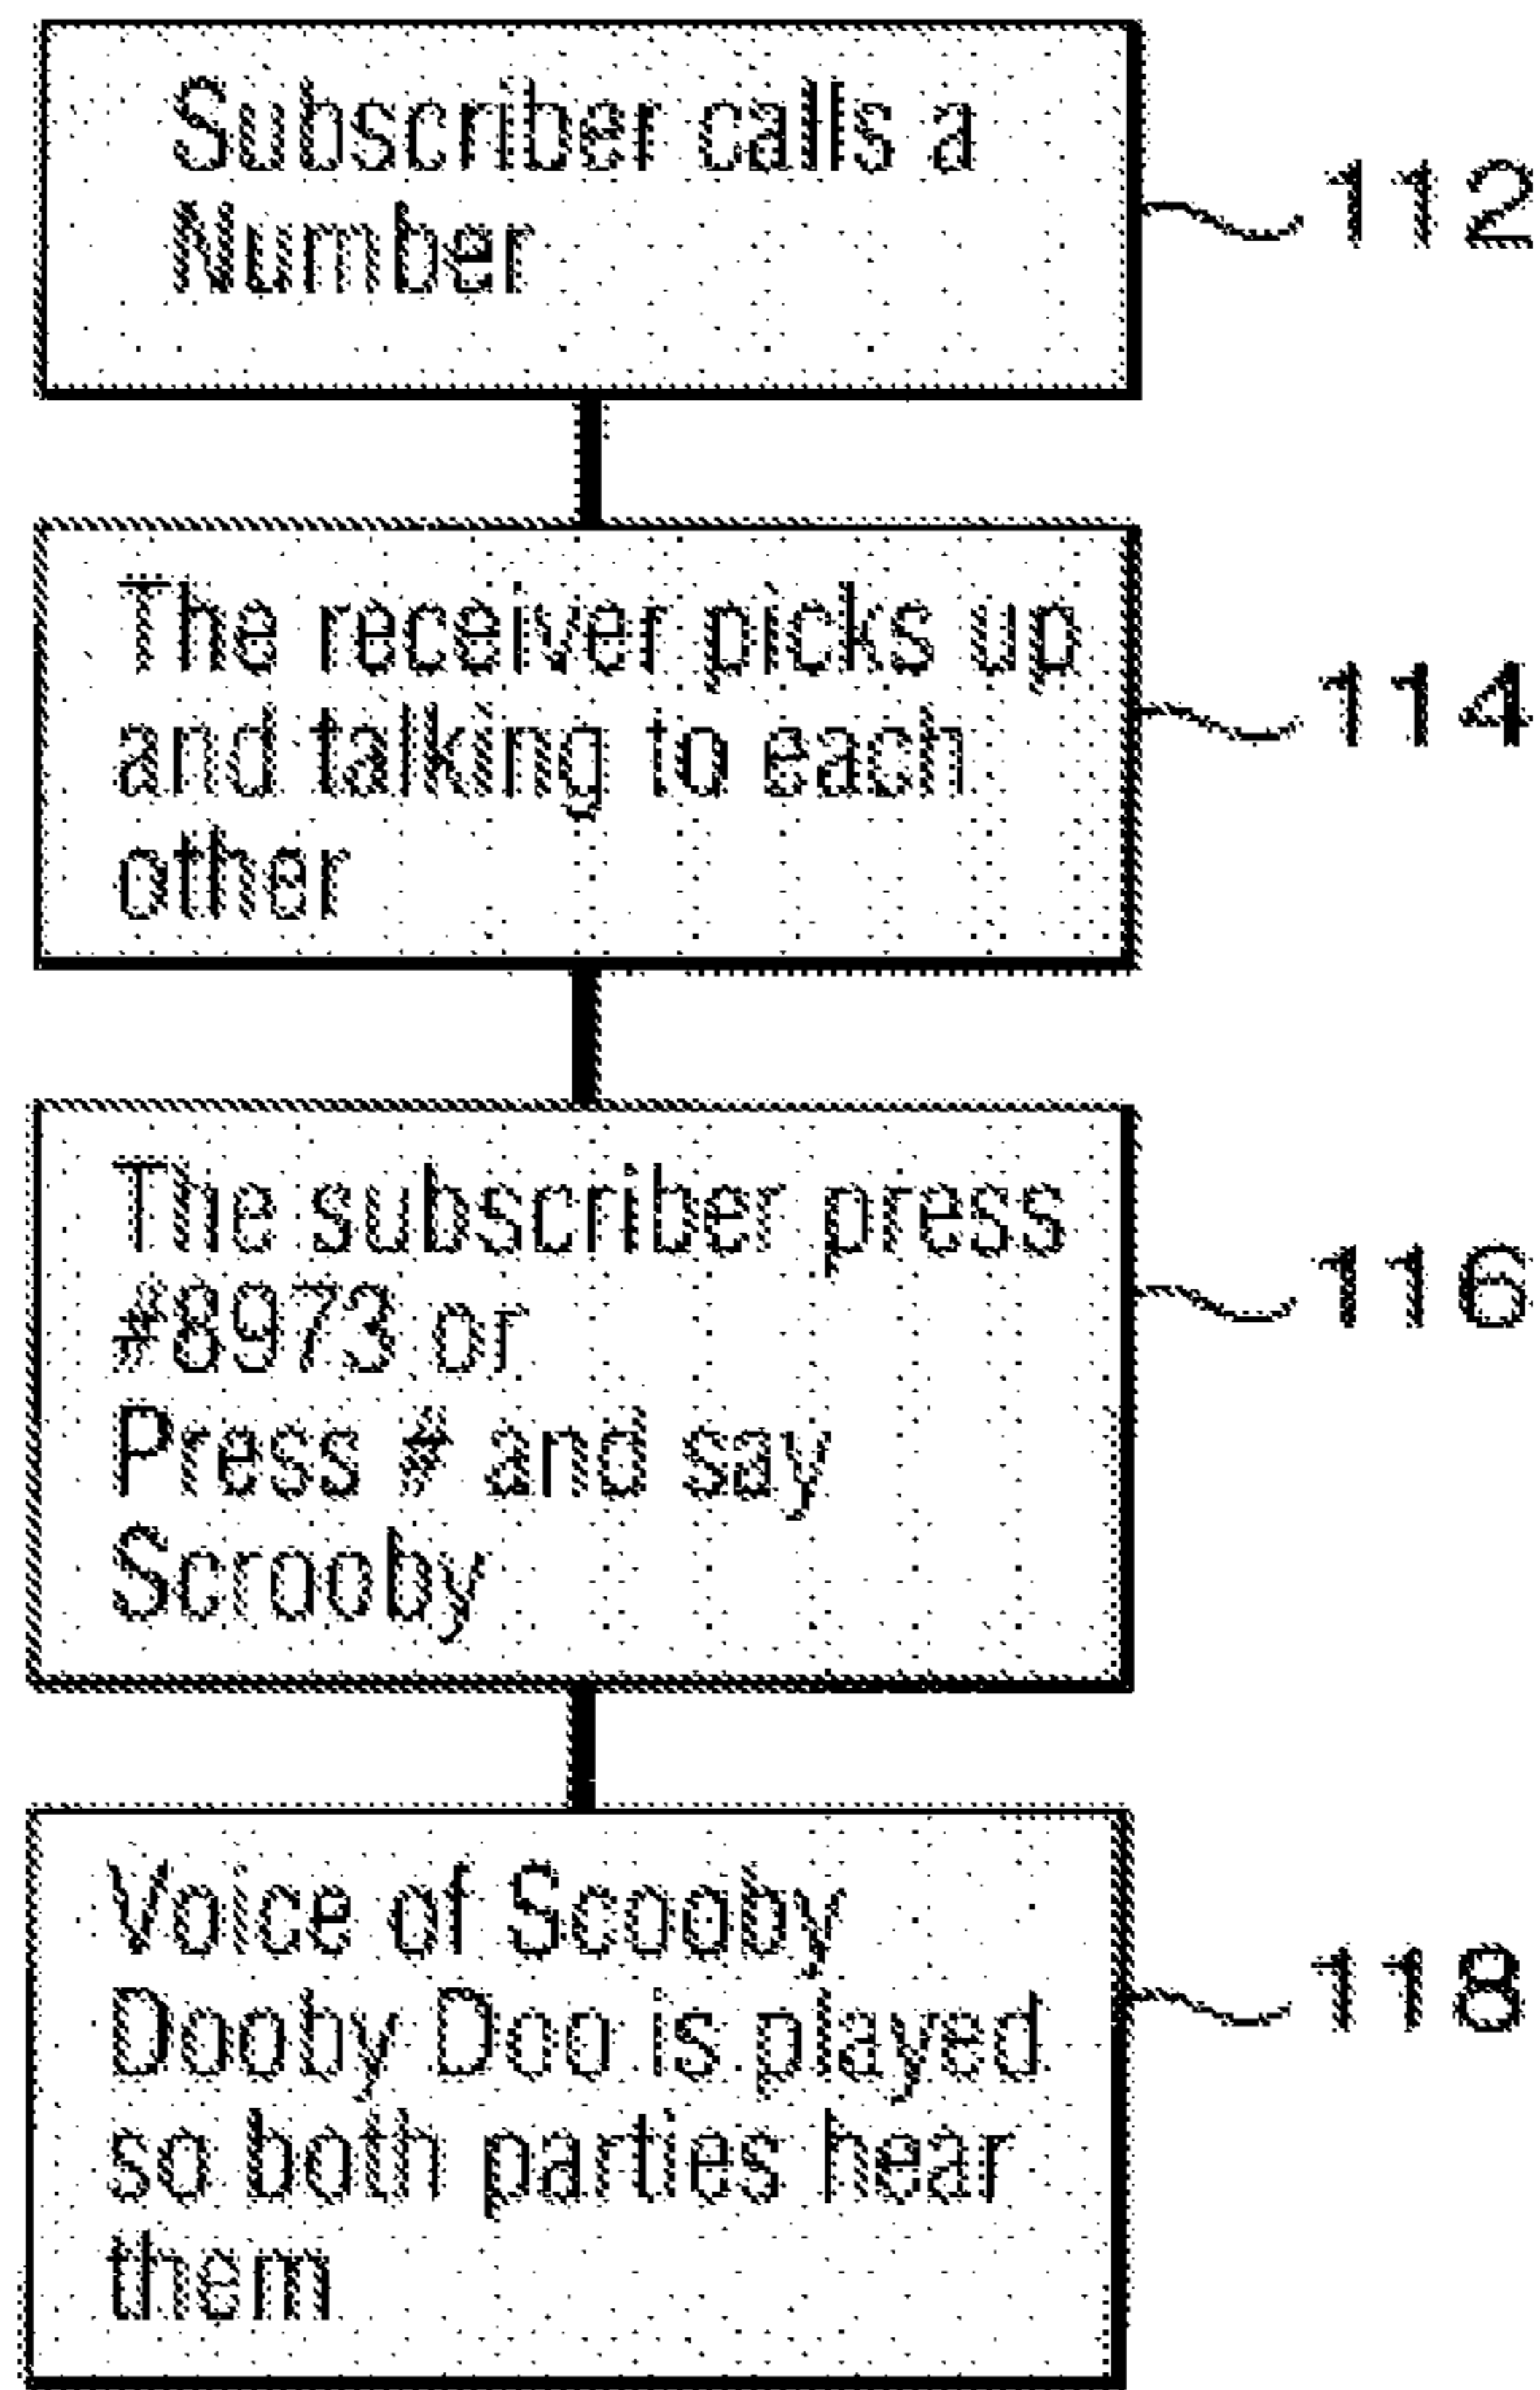 Subscriber calls a
Number
112
The receiver picks up
and talking to each
other
114
The subscriber press
#8973 or
Press # and say
Scrooby
116
Voice of Scooby
Dooby Doo is played
so both parties hear
them
118